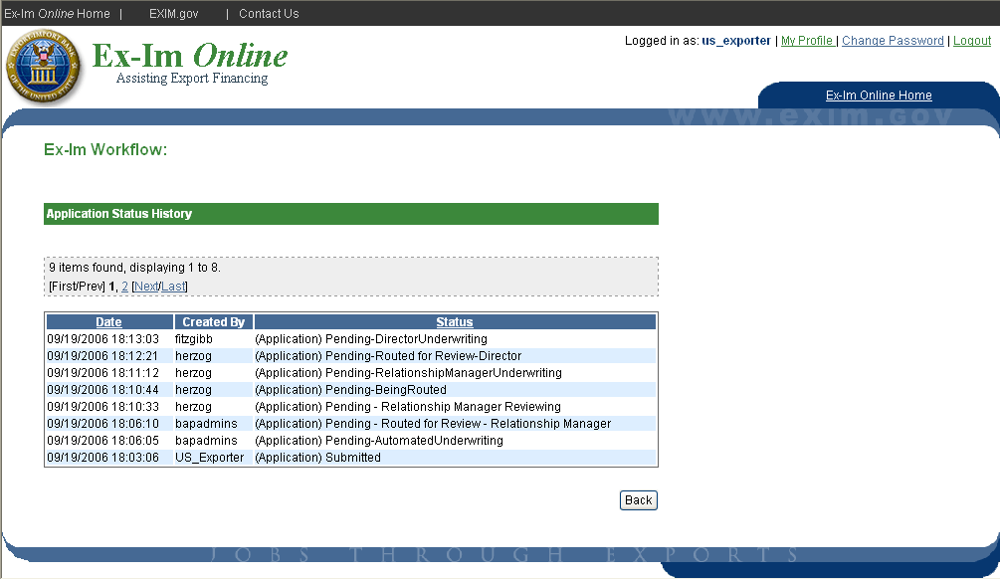 Ex-Im Online Home | EXIM.gov | Contact Us
Logged in as: us_exporter | My Profile | Change Password | Logout
EXPORT-IMPORT BANK
OF THE UNITED STATES
Ex-Im Online
Assisting Export Financing
Ex-Im Online Home
www.exim.gov
Ex-Im Workflow:
Application Status History
9 items found, displaying 1 to 8.
[First/Prev] 1, 2 [Next/Last]
Date Created By Status
09/19/2006 18:13:03 fitzgibb (Application) Pending-DirectorUnderwriting
09/19/2006 18:12:21 herzog (Application) Pending-Routed for Review-Director
09/19/2006 18:11:12 herzog (Application) Pending-RelationshipManagerUnderwriting
09/19/2006 18:10:44 herzog (Application) Pending-BeingRouted
09/19/2006 18:10:33 herzog (Application) Pending - Relationship Manager Reviewing
09/19/2006 18:06:10 bapadmins (Application) Pending - Routed for Review - Relationship Manager
09/19/2006 18:06:05 bapadmins (Application) Pending-AutomatedUnderwriting
09/19/2006 18:03:06 US_Exporter (Application) Submitted
Back
JOBS THROUGH EXPORTS